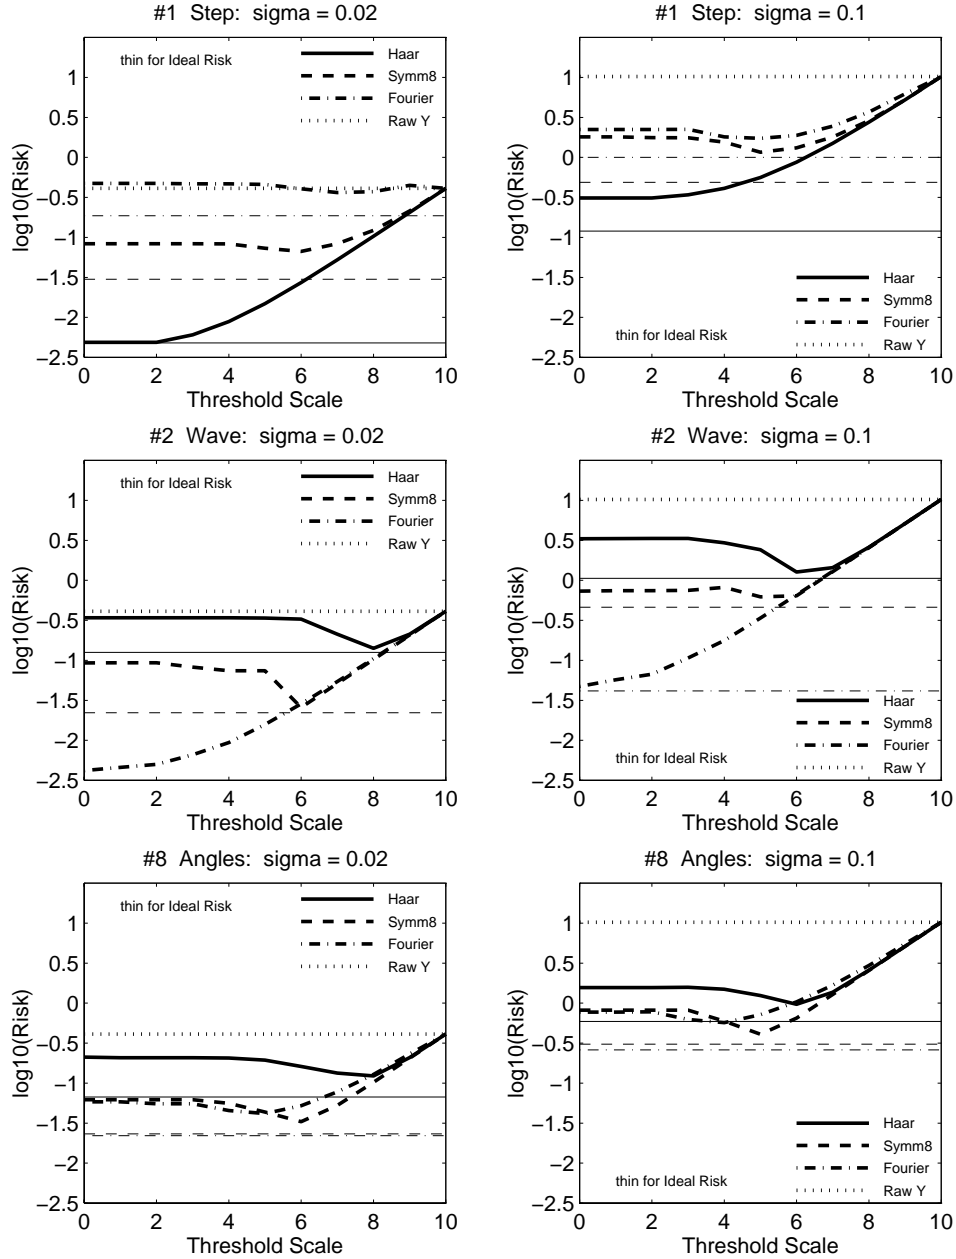 #1 Step: sigma = 0.02
thin for Ideal Risk
Haar
Symm8
Fourier
Raw Y
1
0.5
0
−0.5
−1
−1.5
−2
−2.5
log10(Risk)
0 2 4 6 8 10
Threshold Scale
#1 Step: sigma = 0.1
1
0.5
0
−0.5
−1
−1.5
−2
−2.5
log10(Risk)
Haar
Symm8
Fourier
Raw Y
thin for Ideal Risk
0 2 4 6 8 10
Threshold Scale
#2 Wave: sigma = 0.02
thin for Ideal Risk
Haar
Symm8
Fourier
Raw Y
1
0.5
0
−0.5
−1
−1.5
−2
−2.5
log10(Risk)
0 2 4 6 8 10
Threshold Scale
#2 Wave: sigma = 0.1
1
0.5
0
−0.5
−1
−1.5
−2
−2.5
log10(Risk)
Haar
Symm8
Fourier
Raw Y
thin for Ideal Risk
0 2 4 6 8 10
Threshold Scale
#8 Angles: sigma = 0.02
thin for Ideal Risk
Haar
Symm8
Fourier
Raw Y
1
0.5
0
−0.5
−1
−1.5
−2
−2.5
log10(Risk)
0 2 4 6 8 10
Threshold Scale
#8 Angles: sigma = 0.1
1
0.5
0
−0.5
−1
−1.5
−2
−2.5
log10(Risk)
Haar
Symm8
Fourier
Raw Y
thin for Ideal Risk
0 2 4 6 8 10
Threshold Scale